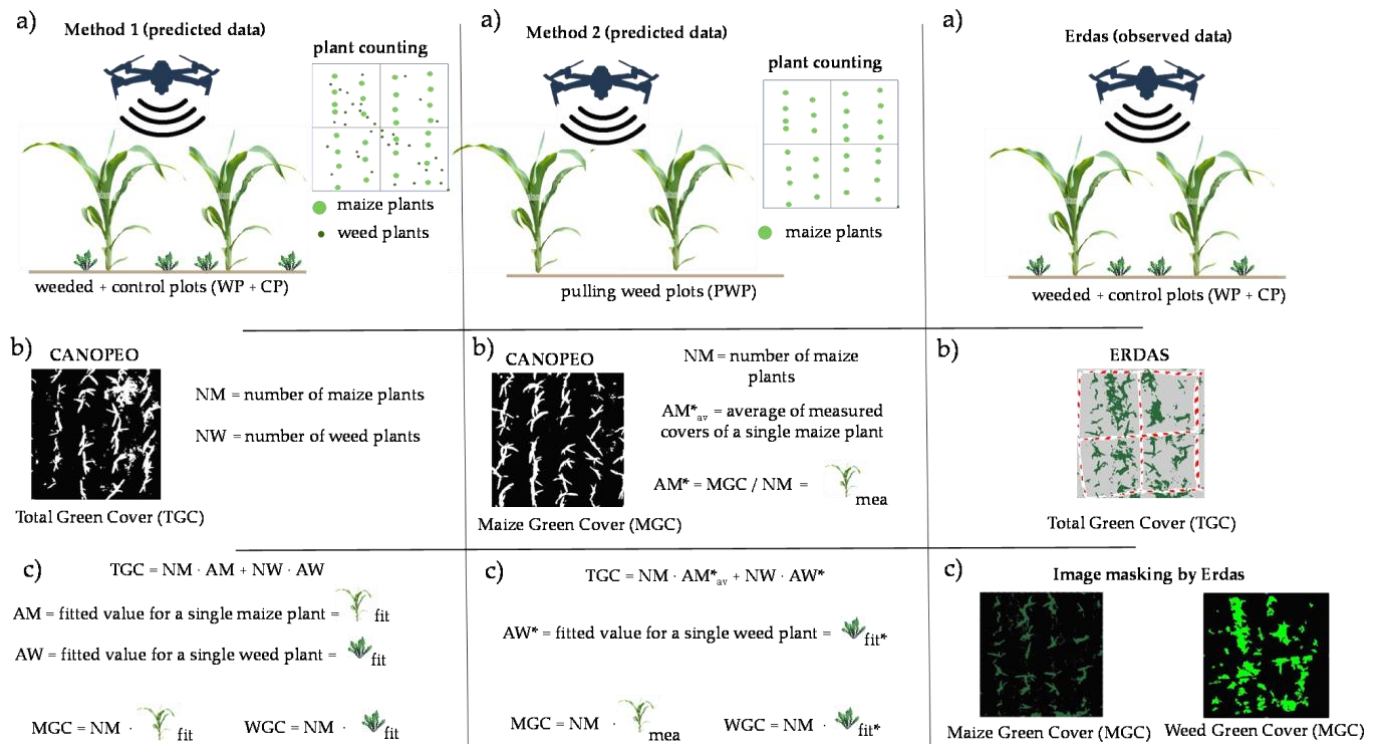 a)
Method 1 (predicted data)
plant counting
maize plants
weed plants
weeded + control plots (WP + CP)
b)
CANOPEO
NM = number of maize plants
NW = number of weed plants
Total Green Cover (TGC)
c)
TGC = NM · AM + NW · AW
AM = fitted value for a single maize plant = fit
AW = fitted value for a single weed plant = fit
MGC = NM · fit
WGC = NM · fit
a)
Method 2 (predicted data)
plant counting
maize plants
pulling weed plots (PWP)
b)
CANOPEO
NM = number of maize
plants
AM*av = average of measured
covers of a single maize plant
AM* = MGC / NM = mea
Maize Green Cover (MGC)
c)
TGC = NM · AM*av + NW · AW*
AW* = fitted value for a single weed plant = fit*
MGC = NM · mea
WGC = NM · fit*
a)
Erdas (observed data)
weeded + control plots (WP + CP)
b)
ERDAS
Total Green Cover (TGC)
c)
Image masking by Erdas
Maize Green Cover (MGC)
Weed Green Cover (MGC)